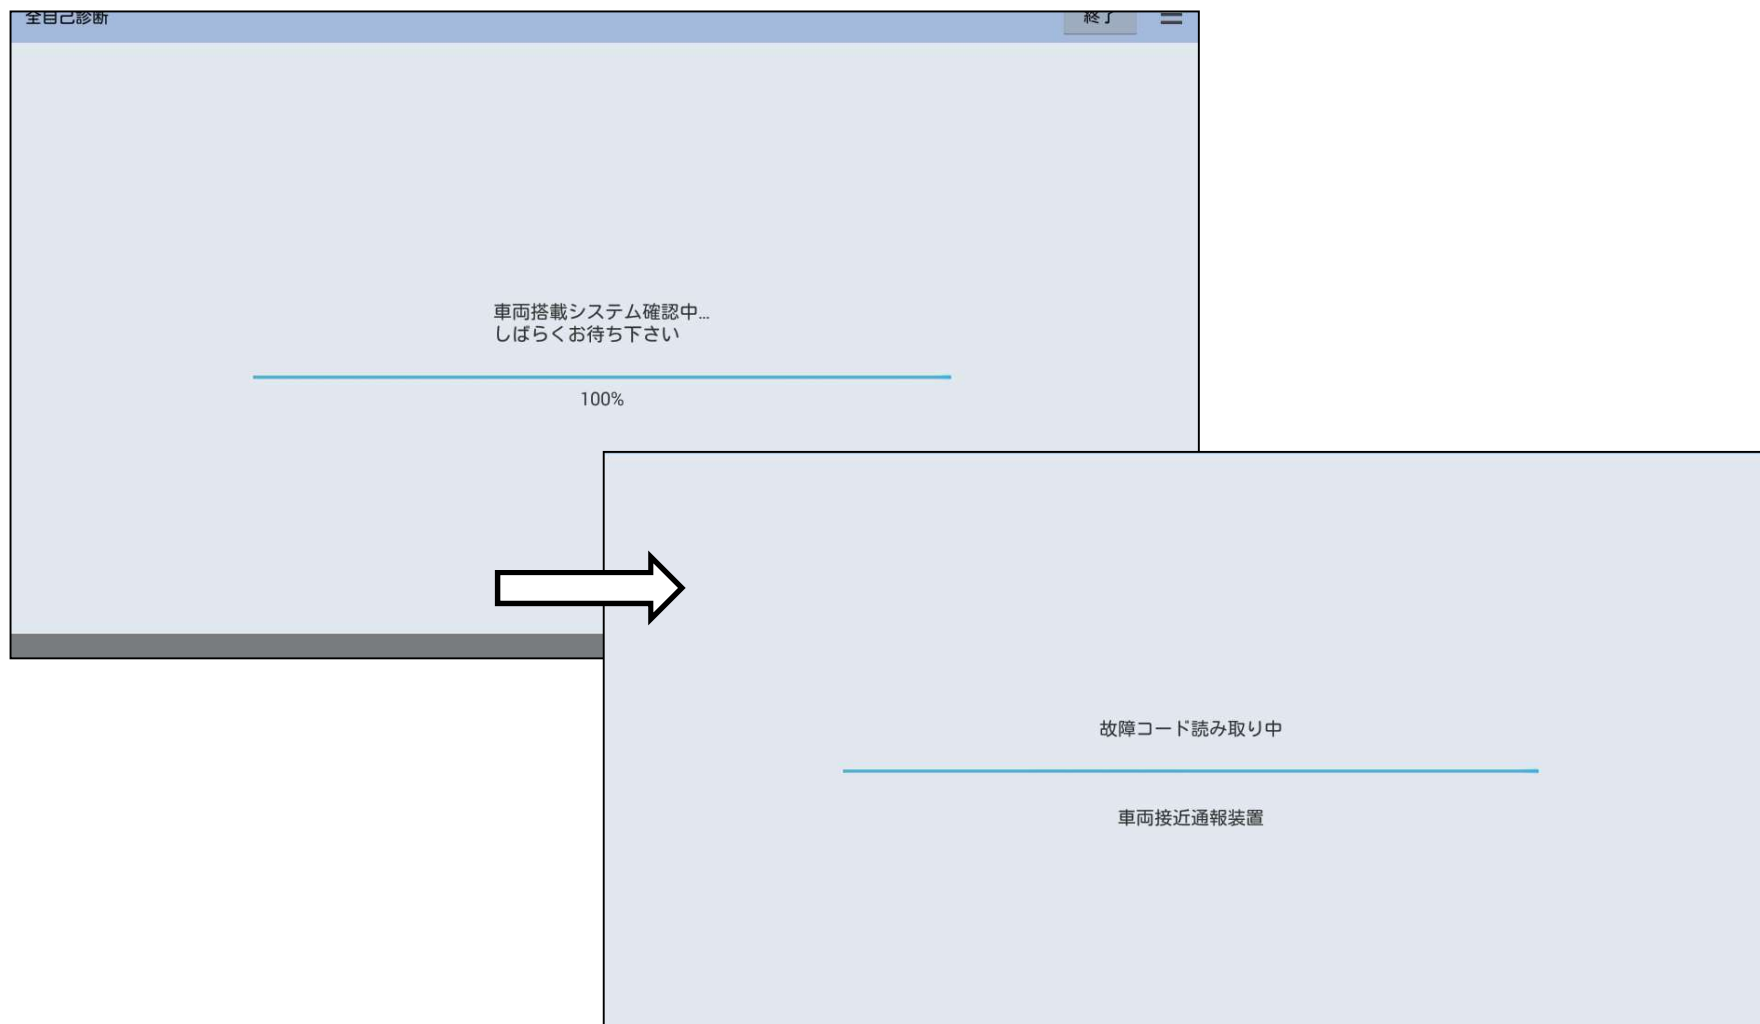 全自己診断
終了
車両搭載システム確認中...
しばらくお待ち下さい
100%
故障コード読み取り中
車両接近通報装置